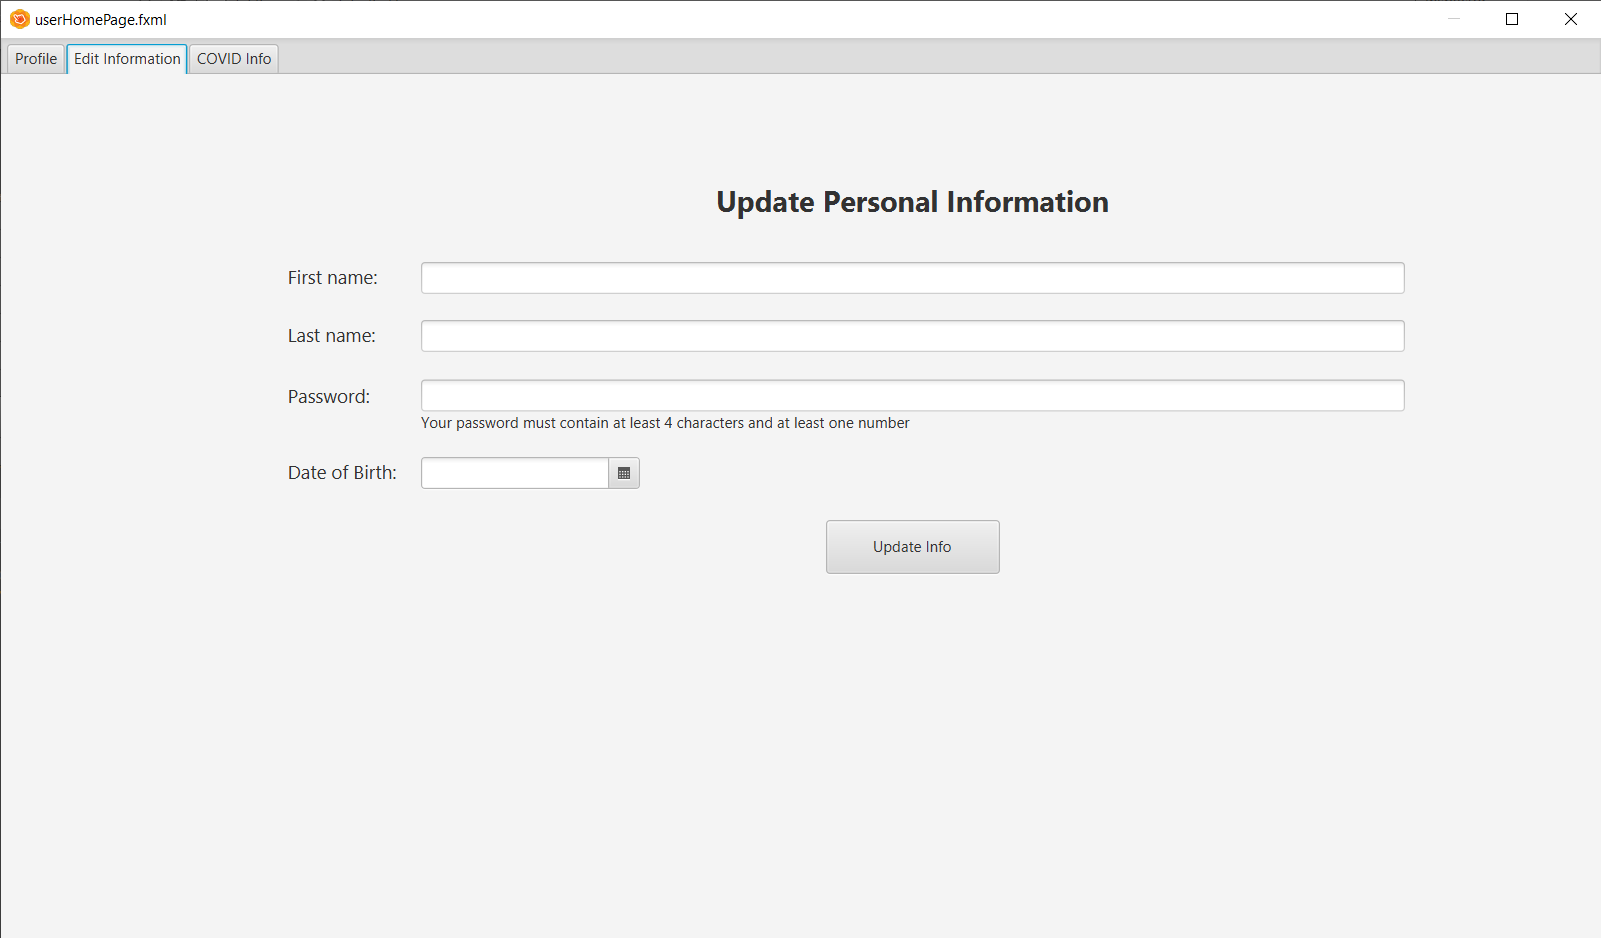 userHomePage.fxml
Profile Edit Information COVID Info
Update Personal Information
First name:
Last name:
Password:
Your password must contain at least 4 characters and at least one number
Date of Birth:
Update Info